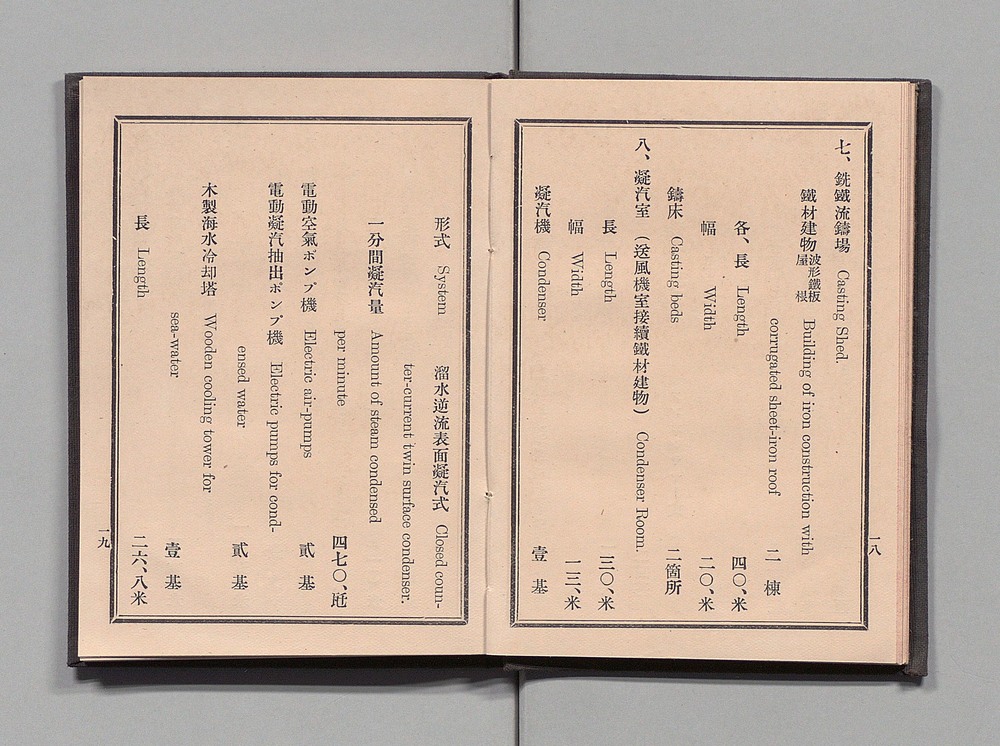 七、銑鐵流鑄場 Casting Shed.
鐵材建物波形鐵板屋根 Building of iron construction with
corrugated sheet-iron roof 二棟
各、長 Length 四〇、米
幅 Width 二〇、米
鑄床 Casting beds 二箇所
八、凝汽室(送風機室接續鐵材建物) Condenser Room.
長 Length 三〇、米
幅 Width 一三、米
凝汽機 Condenser 壹基
一八
形式 System 溜水逆流表面凝汽式 Closed coun-
ter-current twin surface condenser.
一分間凝汽量 Amount of steam condensed
per minute 四七〇、瓩
電動空氣ポンプ機 Electric air-pumps 貳基
電動凝汽抽出ポンプ機 Electric pumps for cond-
ensed water 貳基
木製海水冷却塔 Wooden cooling tower for
sea-water 壹基
長 Length 二六、八米
一九